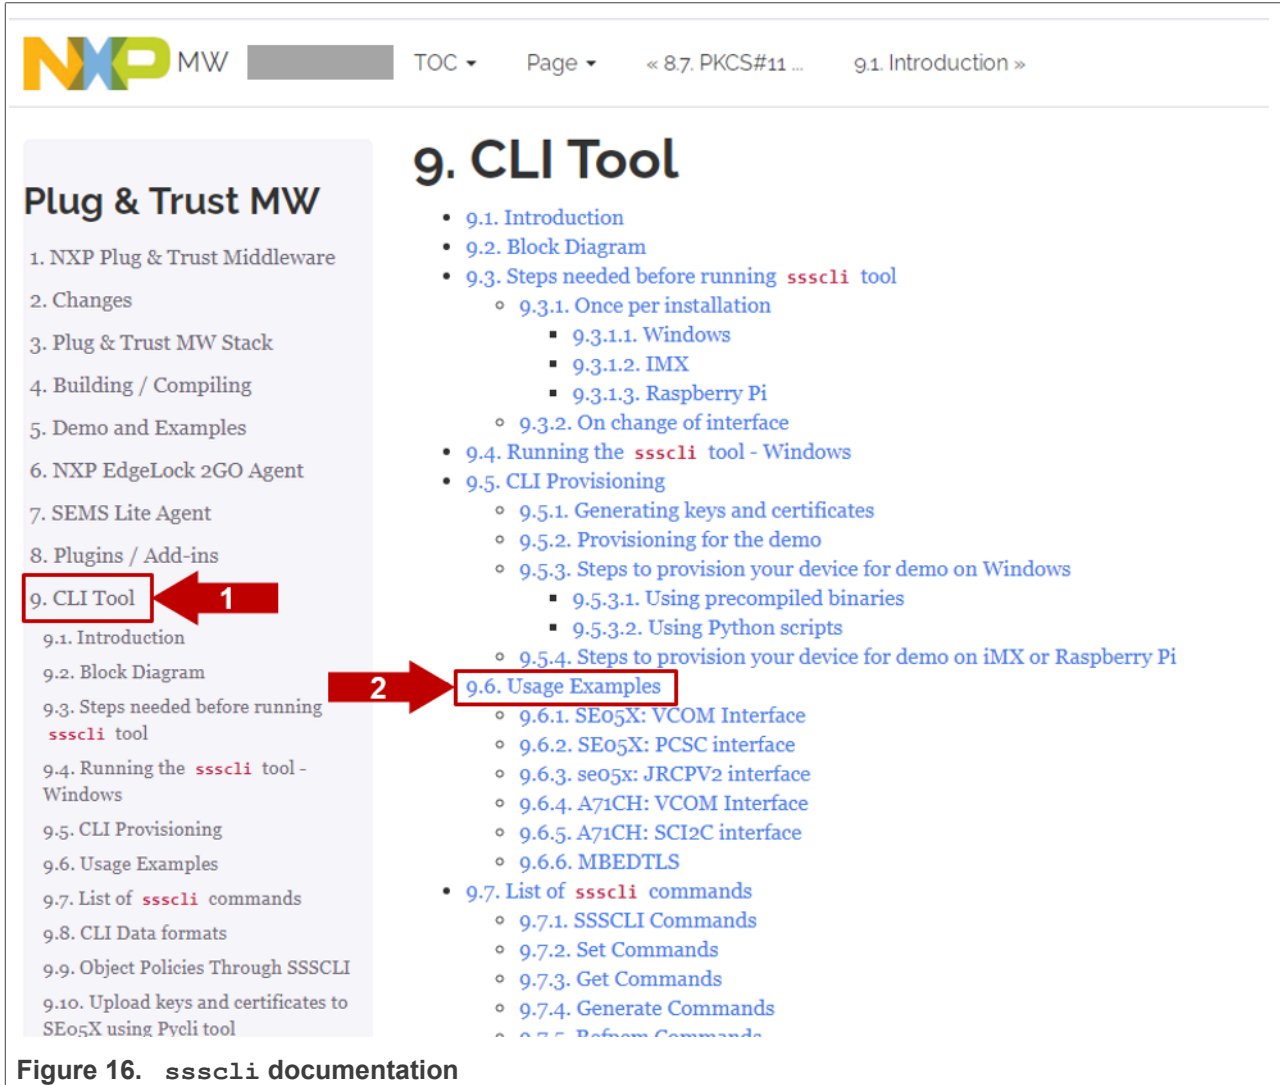 NXP MW TOC Page « 8.7. PKCS#11 ... 9.1. Introduction »
Plug & Trust MW
1. NXP Plug & Trust Middleware
2. Changes
3. Plug & Trust MW Stack
4. Building / Compiling
5. Demo and Examples
6. NXP EdgeLock 2GO Agent
7. SEMS Lite Agent
8. Plugins / Add-ins
9. CLI Tool
1
9.1. Introduction
9.2. Block Diagram
9.3. Steps needed before running
ssscli tool
9.4. Running the ssscli tool -
Windows
9.5. CLI Provisioning
9.6. Usage Examples
9.7. List of ssscli commands
9.8. CLI Data formats
9.9. Object Policies Through SSSCLI
9.10. Upload keys and certificates to
SE05X using Pycli tool
9. CLI Tool
9.1. Introduction
9.2. Block Diagram
9.3. Steps needed before running ssscli tool
9.3.1. Once per installation
9.3.1.1. Windows
9.3.1.2. IMX
9.3.1.3. Raspberry Pi
9.3.2. On change of interface
9.4. Running the ssscli tool - Windows
9.5. CLI Provisioning
9.5.1. Generating keys and certificates
9.5.2. Provisioning for the demo
9.5.3. Steps to provision your device for demo on Windows
9.5.3.1. Using precompiled binaries
9.5.3.2. Using Python scripts
9.5.4. Steps to provision your device for demo on iMX or Raspberry Pi
2
9.6. Usage Examples
9.6.1. SE05X: VCOM Interface
9.6.2. SE05X: PCSC interface
9.6.3. se05x: JRCPV2 interface
9.6.4. A71CH: VCOM Interface
9.6.5. A71CH: SCI2C interface
9.6.6. MBEDTLS
9.7. List of ssscli commands
9.7.1. SSSCLI Commands
9.7.2. Set Commands
9.7.3. Get Commands
9.7.4. Generate Commands
9.7.5. Refpem Commands
Figure 16. ssscli documentation